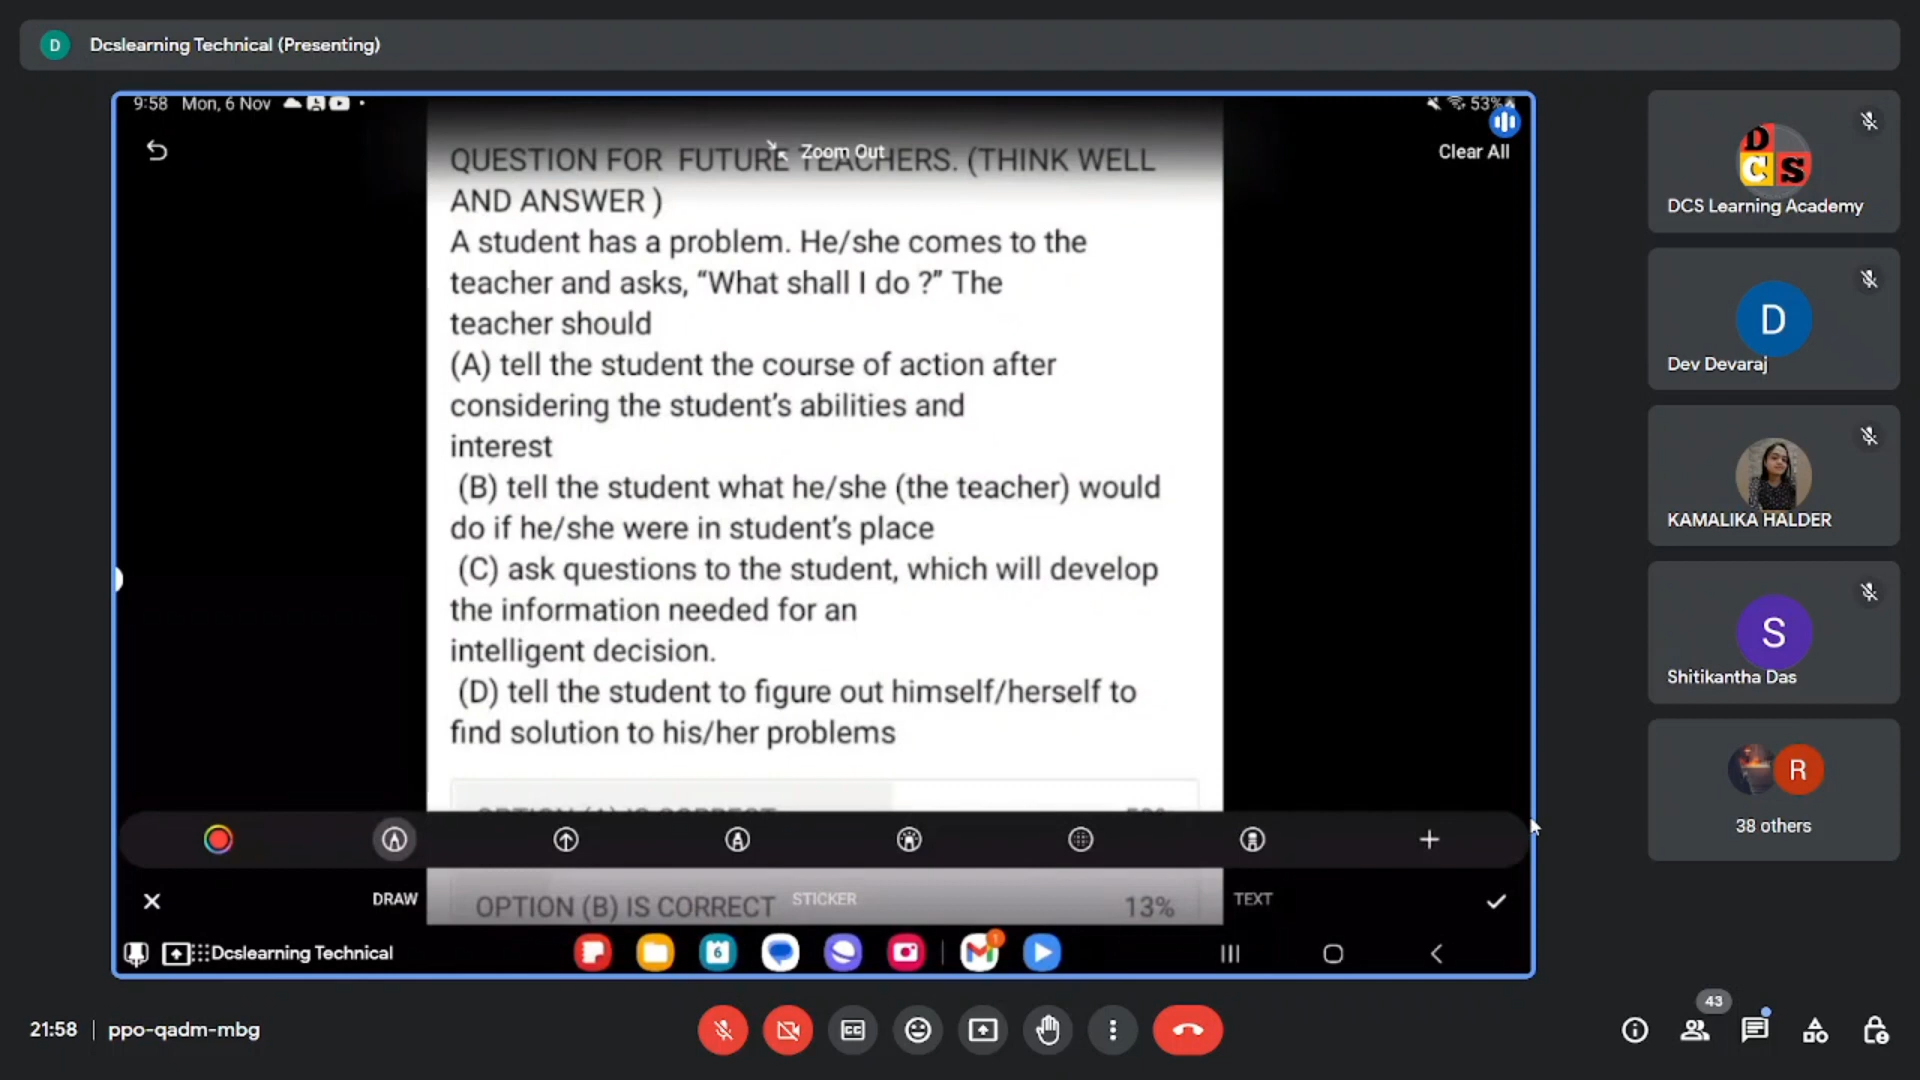 D Dcslearning Technical (Presenting)
9:58 Mon, 6 Nov
53%
Zoom Out
Clear All
QUESTION FOR FUTURE TEACHERS. (THINK WELL
AND ANSWER )
A student has a problem. He/she comes to the
teacher and asks, “What shall I do ?” The
teacher should
(A) tell the student the course of action after
considering the student’s abilities and
interest
(B) tell the student what he/she (the teacher) would
do if he/she were in student’s place
(C) ask questions to the student, which will develop
the information needed for an
intelligent decision.
(D) tell the student to figure out himself/herself to
find solution to his/her problems
OPTION (A) IS CORRECT
OPTION (B) IS CORRECT 13%
DRAW
STICKER
TEXT
Dcslearning Technical
6
1
D
C S
DCS Learning Academy
D
Dev Devaraj
KAMALIKA HALDER
S
Shitikantha Das
R
38 others
21:58 | ppo-qadm-mbg
CC
43